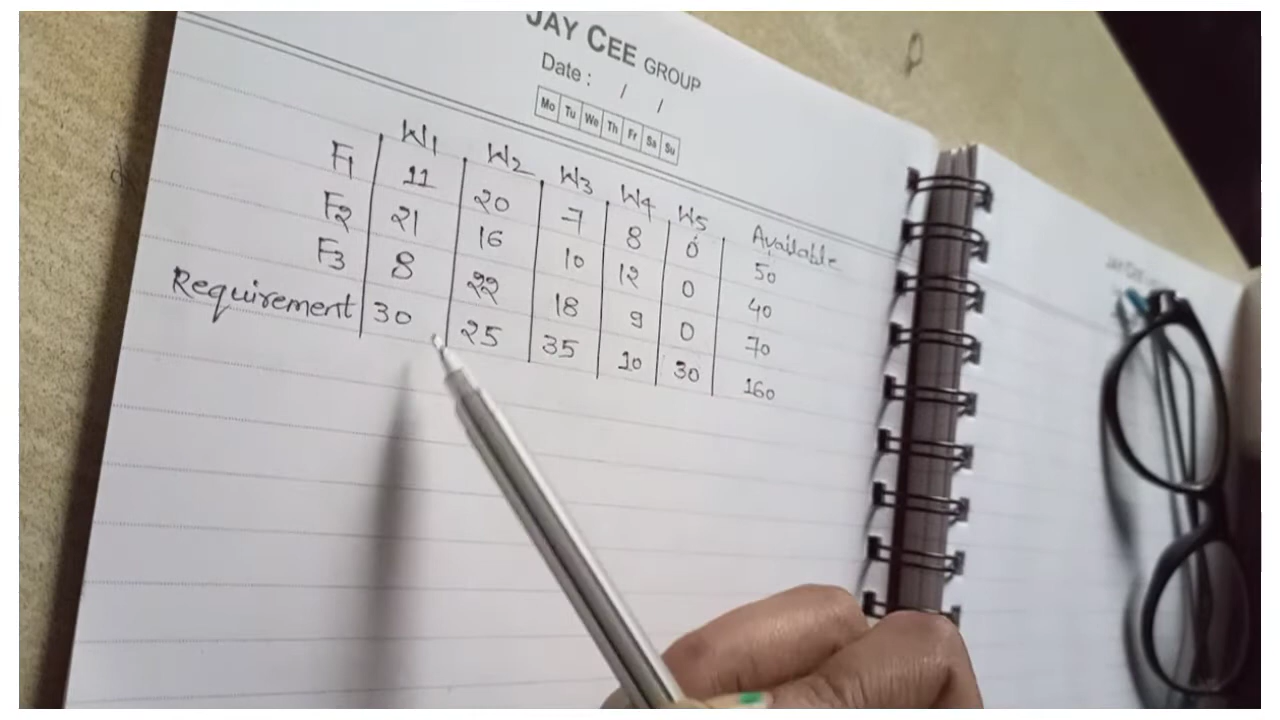 JAY CEE GROUP
Date : / /
Mo Tu We Th Fr Sa Su
W1 W2 W3 W4 W5 Available
F1 11 20 7 8 0 50
F2 21 16 10 12 0 40
F3 8 22 18 9 0 70
Requirement 30 25 35 10 30 160
JAY CEE